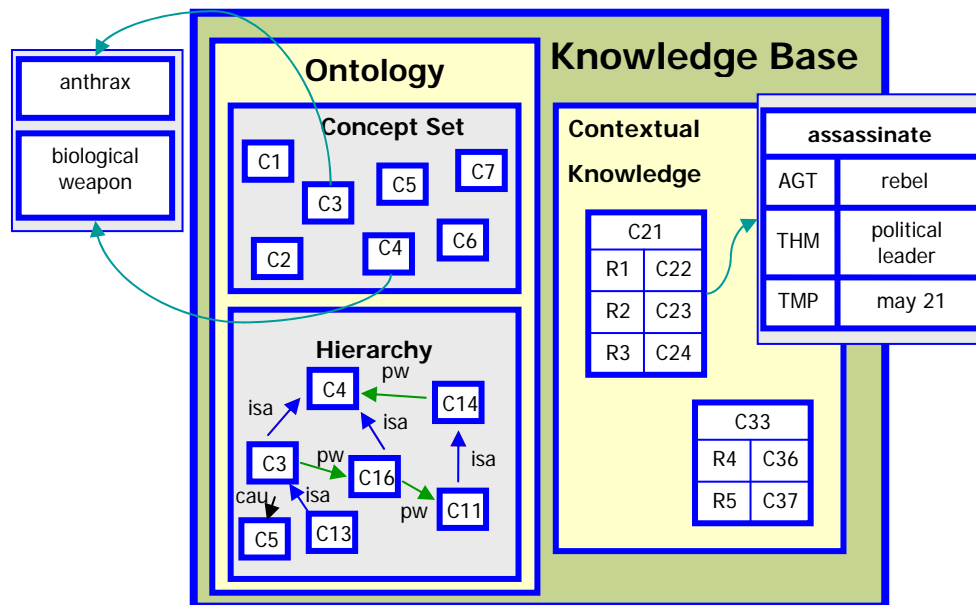 Knowledge Base
Ontology
anthrax
biological
weapon
Concept Set
C1
C3
C5
C7
C2
C4
C6
Hierarchy
C4
pw
C14
isa
isa
C3
pw
C16
isa
cau
isa
pw
C11
C5
C13
Contextual
Knowledge
C21
R1 C22
R2 C23
R3 C24
assassinate
AGT rebel
THM political
leader
TMP may 21
C33
R4 C36
R5 C37